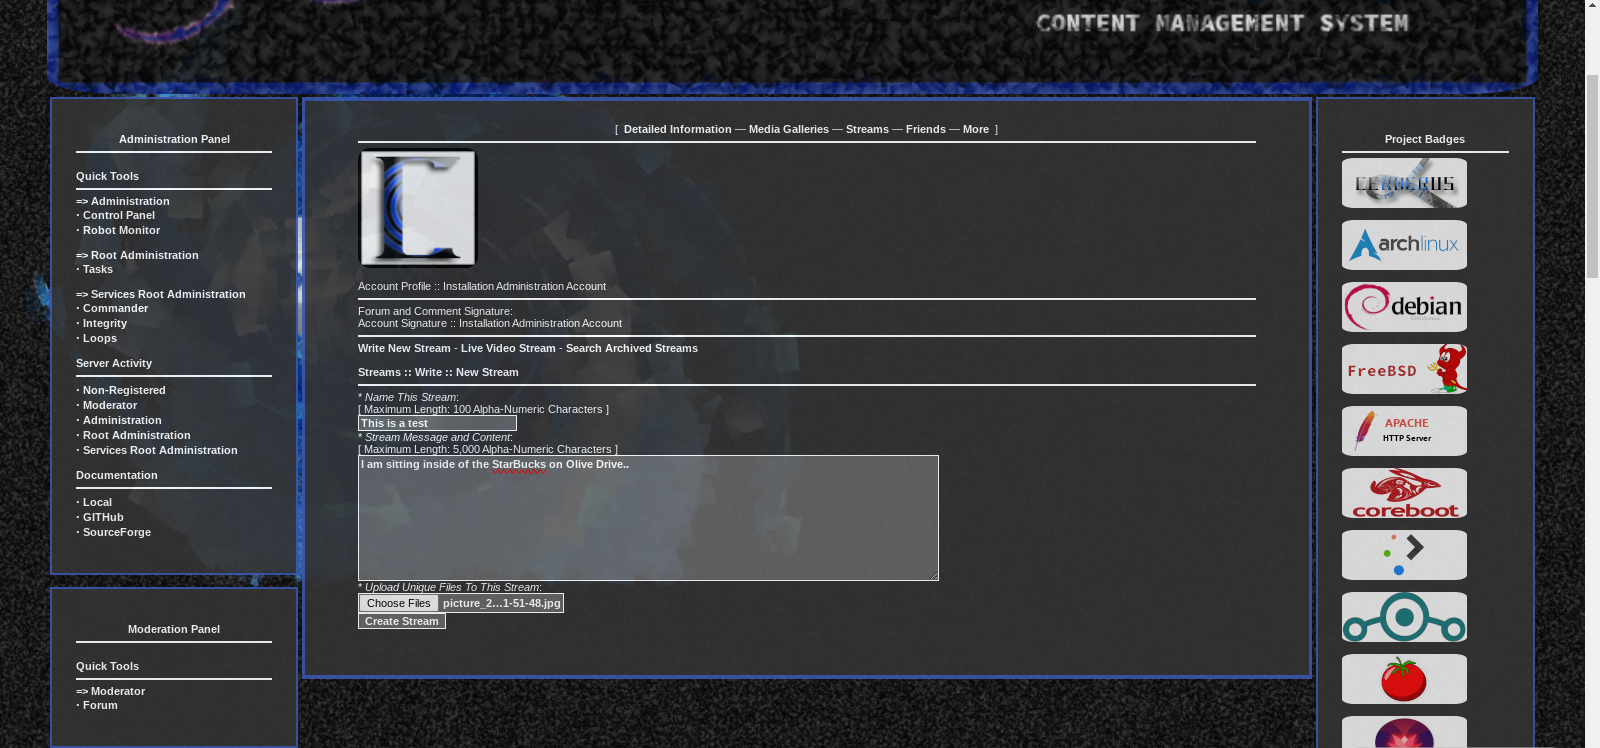 CONTENT MANAGEMENT SYSTEM
Administration Panel
Quick Tools
=> Administration
· Control Panel
· Robot Monitor
=> Root Administration
· Tasks
=> Services Root Administration
· Commander
· Integrity
· Loops
Server Activity
· Non-Registered
· Moderator
· Administration
· Root Administration
· Services Root Administration
Documentation
· Local
· GITHub
· SourceForge
Moderation Panel
Quick Tools
=> Moderator
· Forum
[ Detailed Information — Media Galleries — Streams — Friends — More ]
Account Profile :: Installation Administration Account
Forum and Comment Signature:
Account Signature :: Installation Administration Account
Write New Stream - Live Video Stream - Search Archived Streams
Streams :: Write :: New Stream
* Name This Stream:
[ Maximum Length: 100 Alpha-Numeric Characters ]
This is a test
* Stream Message and Content:
[ Maximum Length: 5,000 Alpha-Numeric Characters ]
I am sitting inside of the StarBucks on Olive Drive..
* Upload Unique Files To This Stream:
Choose Files picture_2...1-51-48.jpg
Create Stream
Project Badges
CERBERUS
archlinux
debian
FreeBSD
APACHE
HTTP Server
coreboot